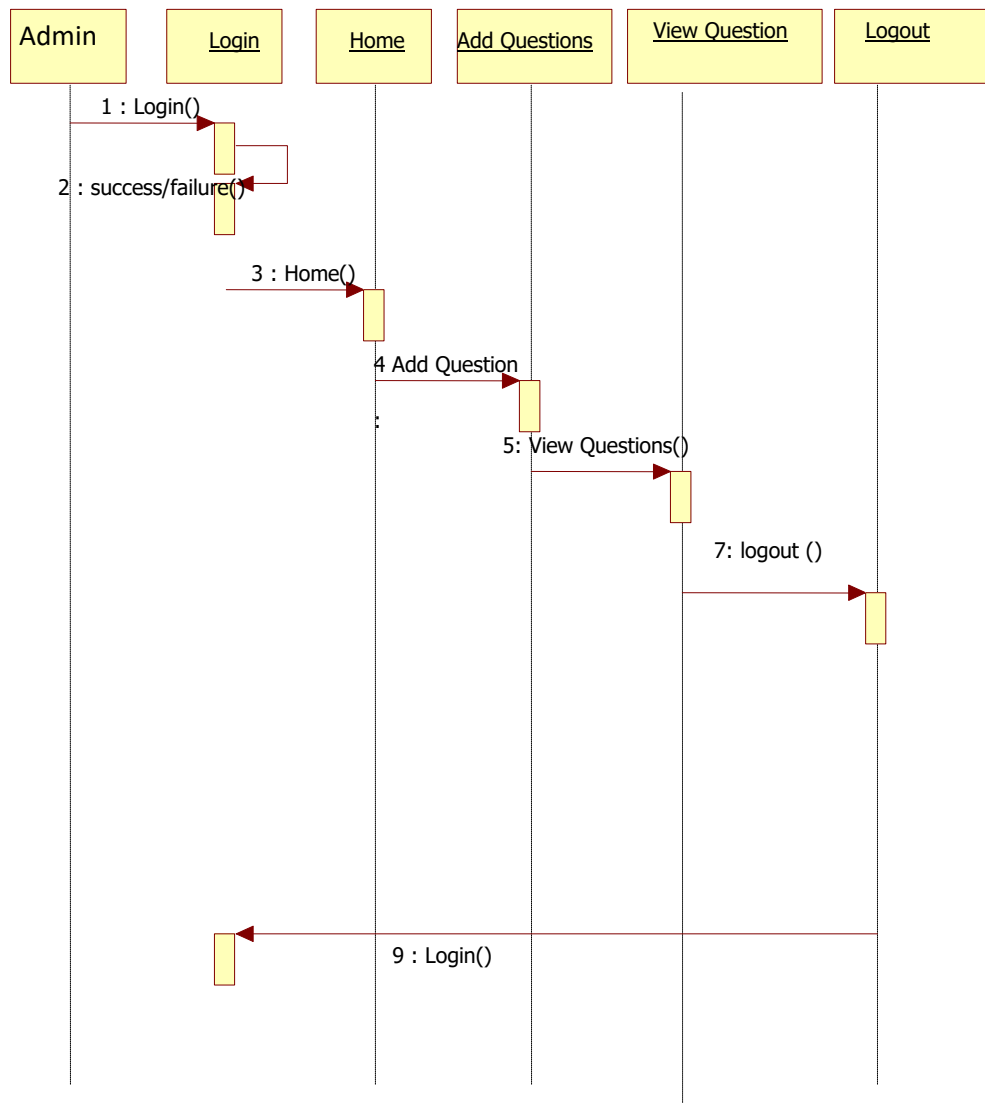 Admin
Login
Home
Add Questions
View Question
Logout
1 : Login()
2 : success/failure()
3 : Home()
4 Add Question
:
5: View Questions()
7: logout ()
9 : Login()